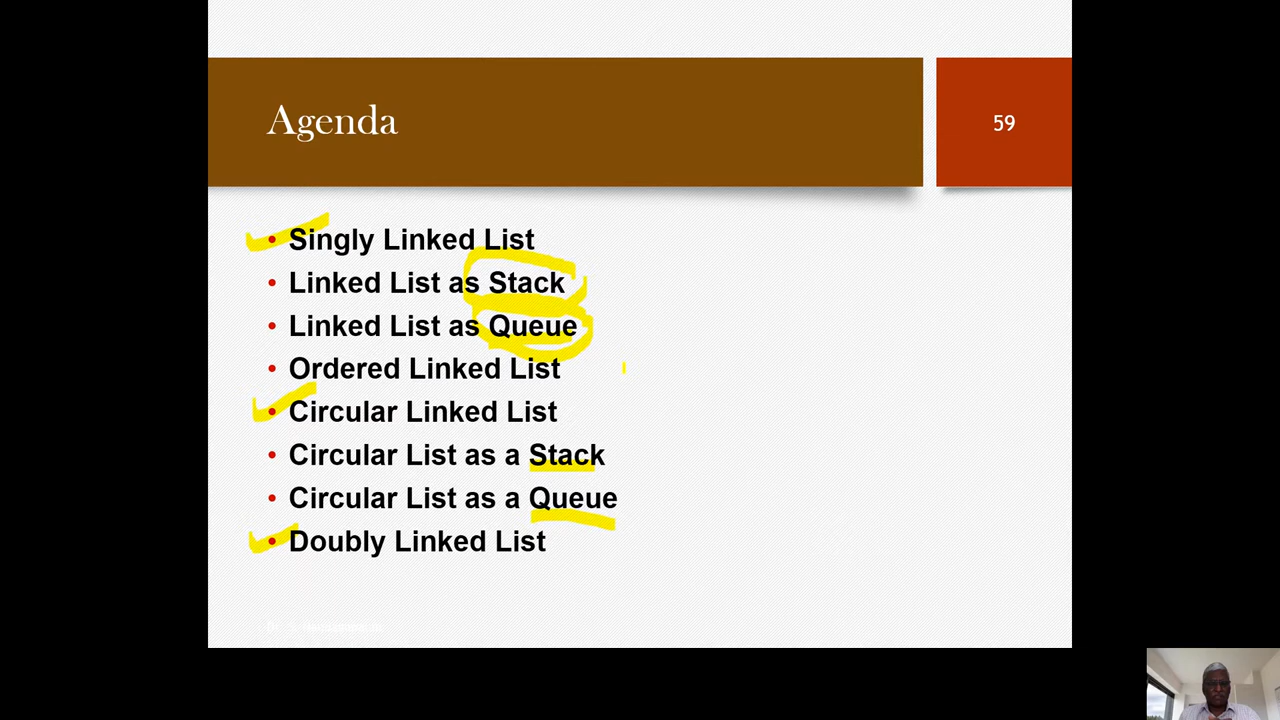 Agenda
59
• Singly Linked List
• Linked List as Stack
• Linked List as Queue
• Ordered Linked List
• Circular Linked List
• Circular List as a Stack
• Circular List as a Queue
• Doubly Linked List